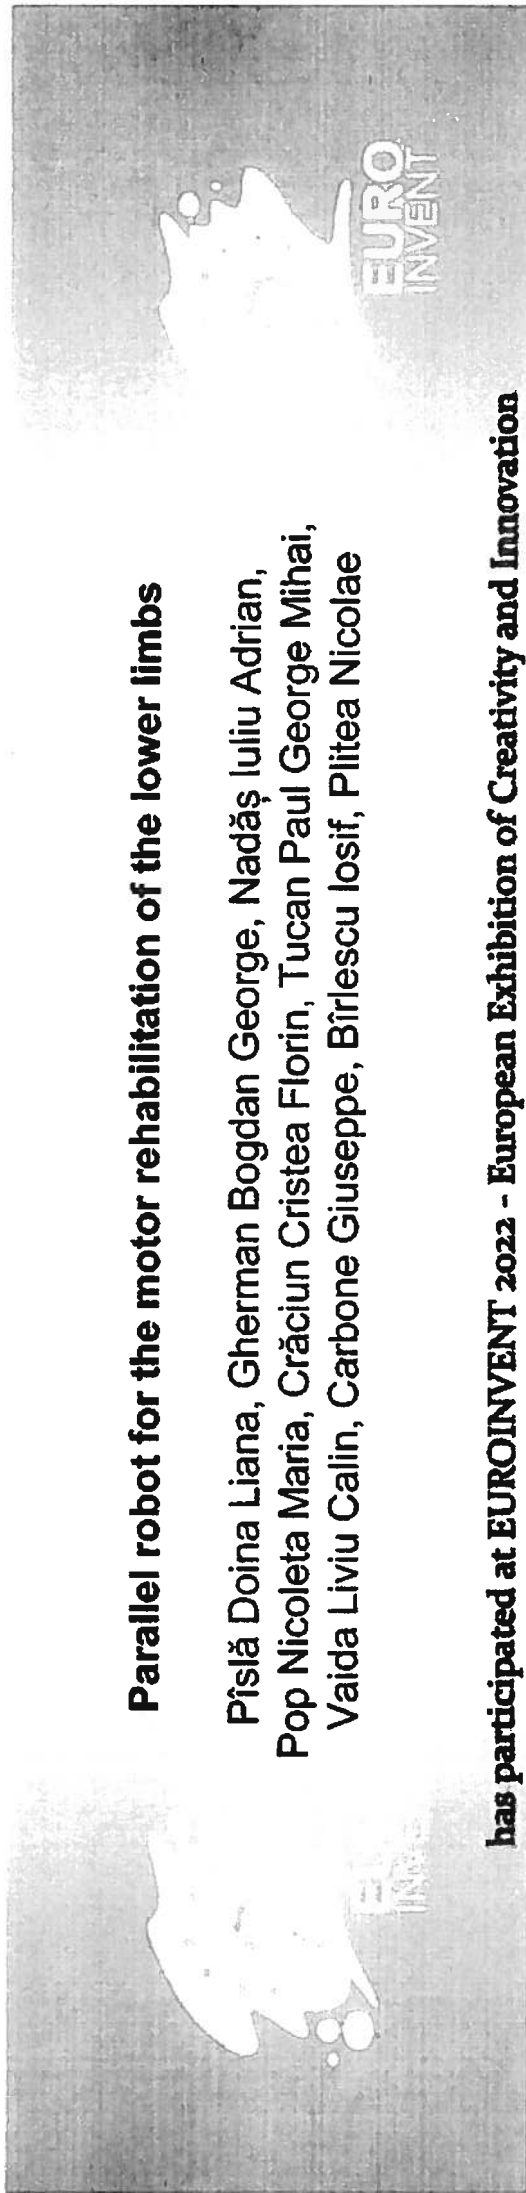 Parallel robot for the motor rehabilitation of the lower limbs
Pîslă Doina Liana, Gherman Bogdan George, Nadăș Iuliu Adrian,
Pop Nicoleta Maria, Crăciun Cristea Florin, Tucan Paul George Mihai,
Vaida Liviu Calin, Carbone Giuseppe, Bîrlescu Iosif, Plitea Nicolae
has participated at EUROINVENT 2022 - European Exhibition of Creativity and Innovation
EURO
INVENT